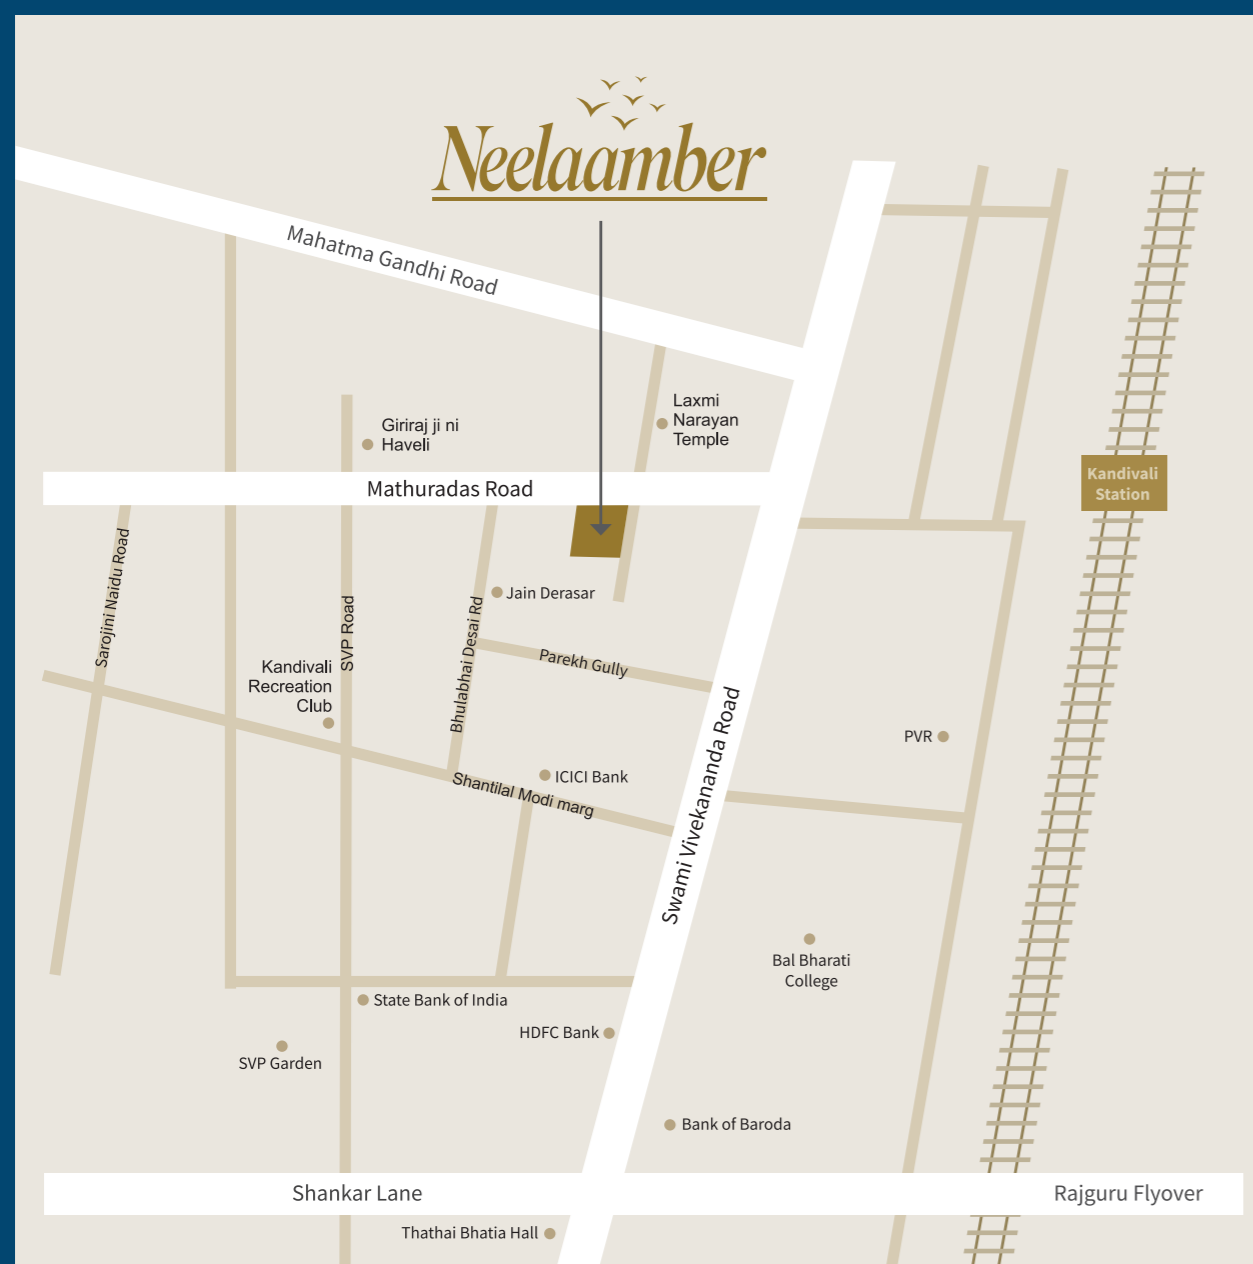 Neelaamber
Mahatma Gandhi Road
Laxmi
Narayan
Temple
Giriraj ji ni
Haveli
Kandivali
Station
Mathuradas Road
Sarojini Naidu Road
SVP Road
Bhulabhai Desai Rd
Jain Derasar
Parekh Gully
Kandivali
Recreation
Club
Swami Vivekananda Road
PVR
ICICI Bank
Shantilal Modi marg
Bal Bharati
College
State Bank of India
HDFC Bank
SVP Garden
Bank of Baroda
Shankar Lane
Rajguru Flyover
Thathai Bhatia Hall